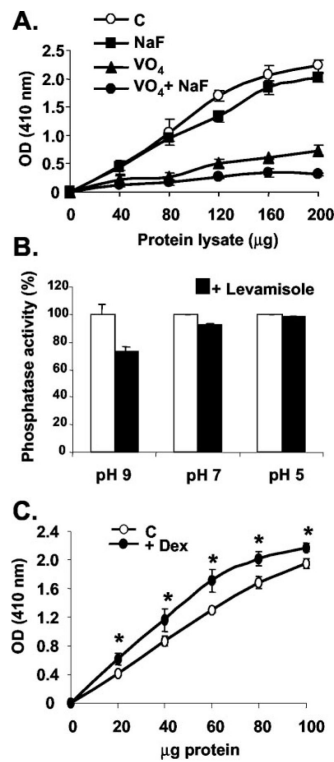 A.
C
NaF
VO4
VO4+ NaF
OD (410 nm)
2.5
2.0
1.5
1.0
0.5
0
0 40 80 120 160 200
Protein lysate (µg)
B.
+ Levamisole
Phosphatase activity (%)
120
100
80
60
40
20
0
pH 9 pH 7 pH 5
C.
C
+ Dex
OD (410 nm)
2.4
2.0
1.6
1.2
0.8
0.4
0
* * * * *
0 20 40 60 80 100
µg protein